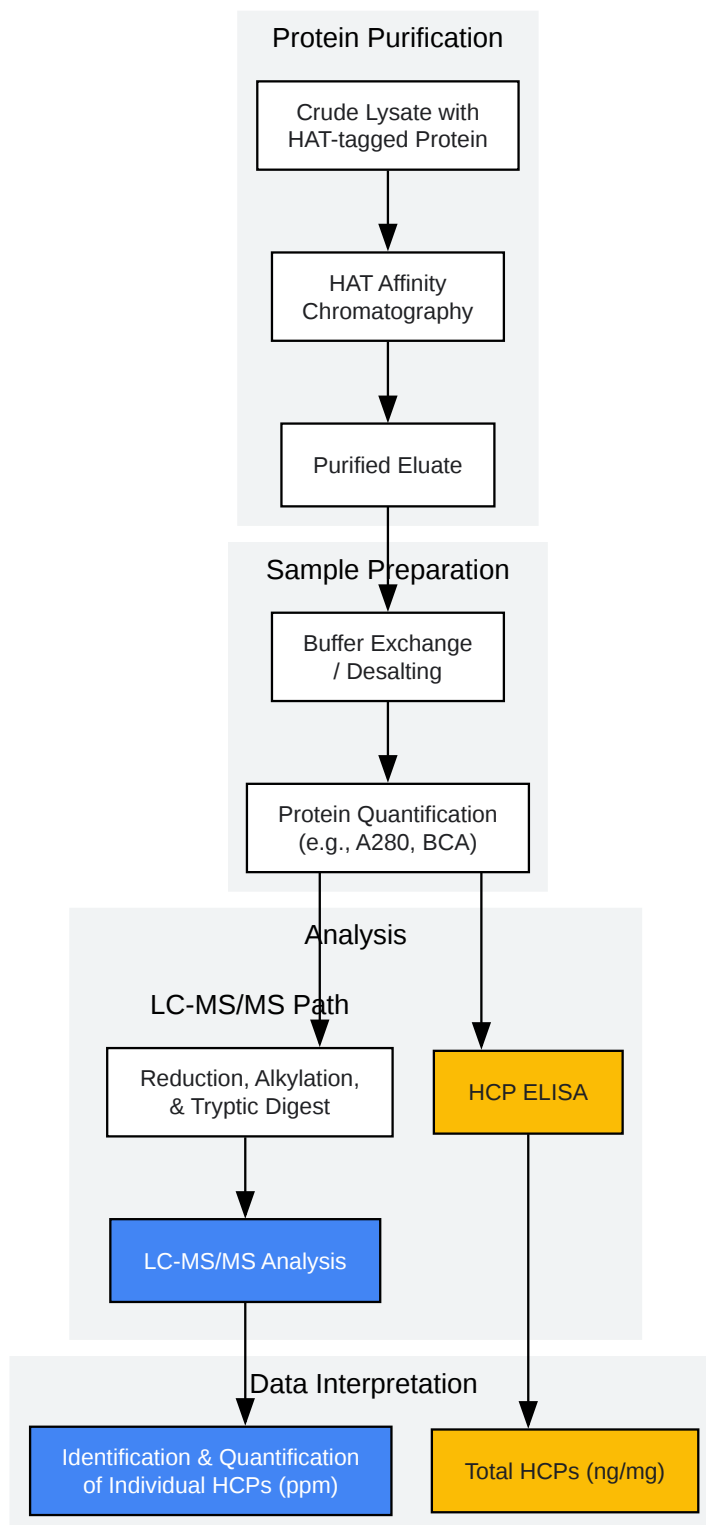 Protein Purification
Crude Lysate with
HAT-tagged Protein
HAT Affinity
Chromatography
Purified Eluate
Sample Preparation
Buffer Exchange
/ Desalting
Protein Quantification
(e.g., A280, BCA)
Analysis
LC-MS/MS Path
Reduction, Alkylation,
& Tryptic Digest
HCP ELISA
LC-MS/MS Analysis
Data Interpretation
Identification & Quantification
of Individual HCPs (ppm)
Total HCPs (ng/mg)